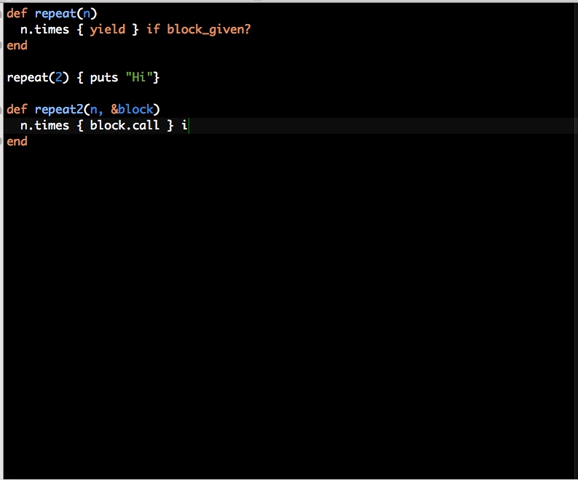 def repeat(n)
  n.times { yield } if block_given?
end

repeat(2) { puts "Hi"}

def repeat2(n, &block)
  n.times { block.call } i
end